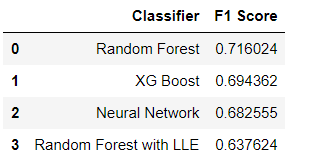 Classifier F1 Score
0 Random Forest 0.716024
1 XG Boost 0.694362
2 Neural Network 0.682555
3 Random Forest with LLE 0.637624